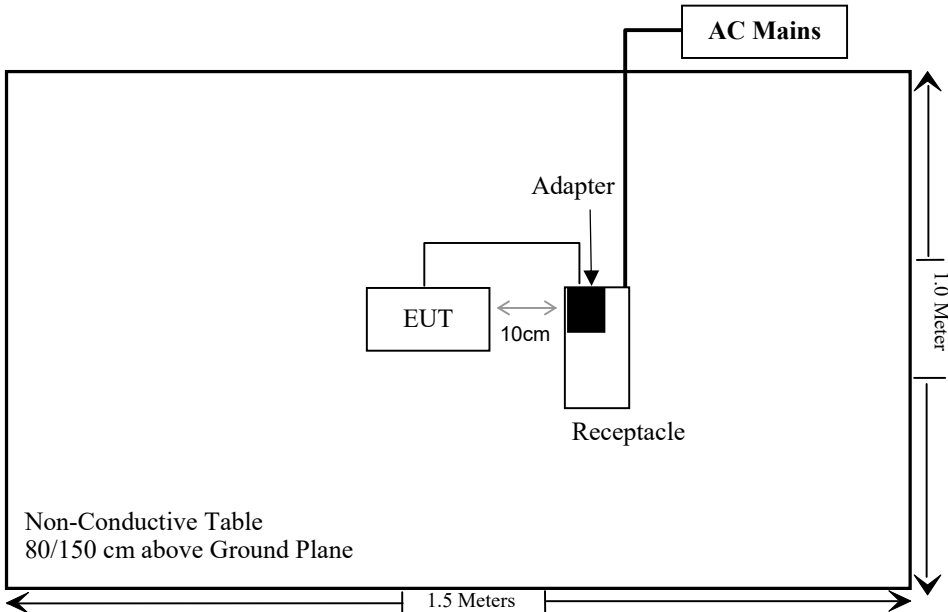 AC Mains
Adapter
EUT
10cm
1.0 Meter
Receptacle
Non-Conductive Table
80/150 cm above Ground Plane
1.5 Meters